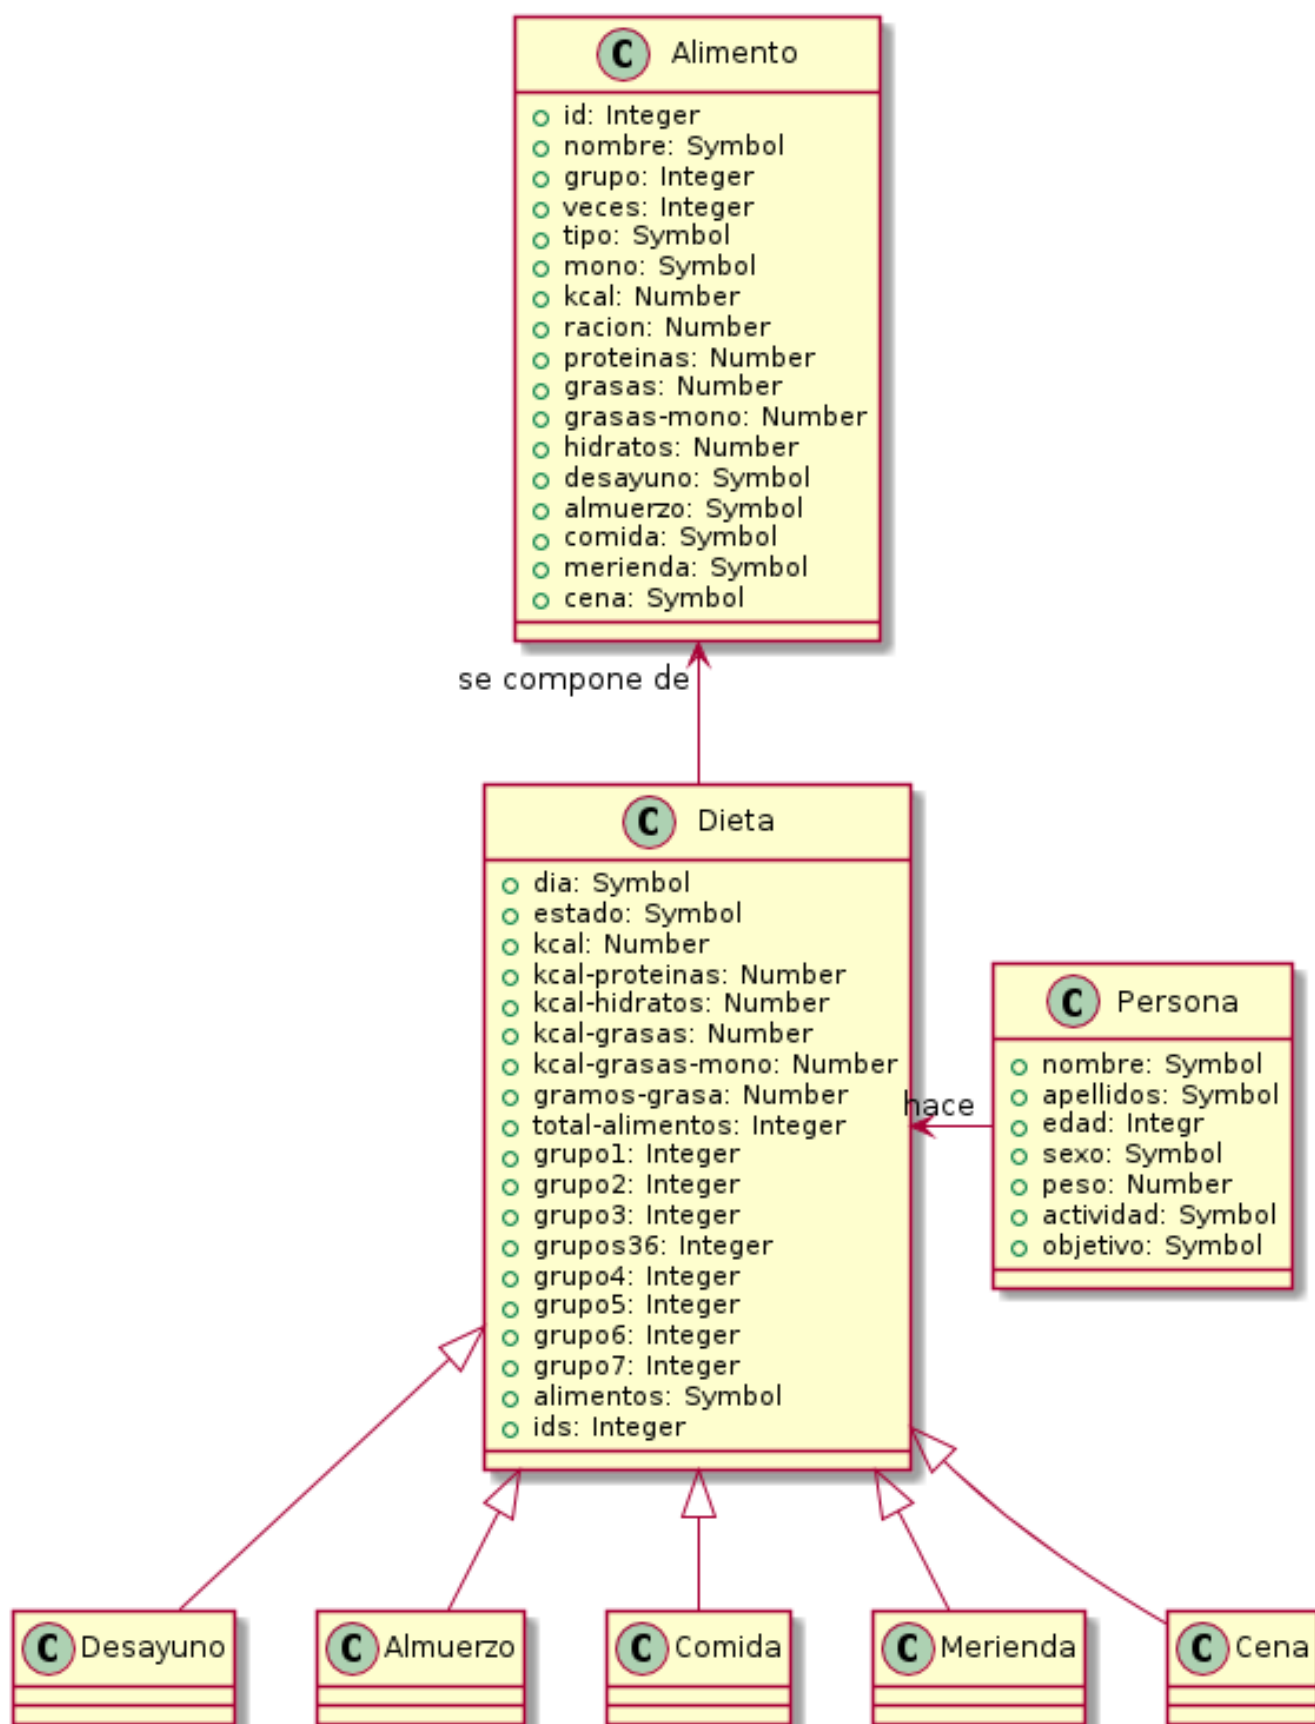 C Alimento
id: Integer
nombre: Symbol
grupo: Integer
veces: Integer
tipo: Symbol
mono: Symbol
kcal: Number
racion: Number
proteinas: Number
grasas: Number
grasas-mono: Number
hidratos: Number
desayuno: Symbol
almuerzo: Symbol
comida: Symbol
merienda: Symbol
cena: Symbol
se compone de
C Dieta
dia: Symbol
estado: Symbol
kcal: Number
kcal-proteinas: Number
kcal-hidratos: Number
kcal-grasas: Number
kcal-grasas-mono: Number
gramos-grasa: Number
total-alimentos: Integer
grupo1: Integer
grupo2: Integer
grupo3: Integer
grupos36: Integer
grupo4: Integer
grupo5: Integer
grupo6: Integer
grupo7: Integer
alimentos: Symbol
ids: Integer
hace
C Persona
nombre: Symbol
apellidos: Symbol
edad: Integr
sexo: Symbol
peso: Number
actividad: Symbol
objetivo: Symbol
C Desayuno
C Almuerzo
C Comida
C Merienda
C Cena